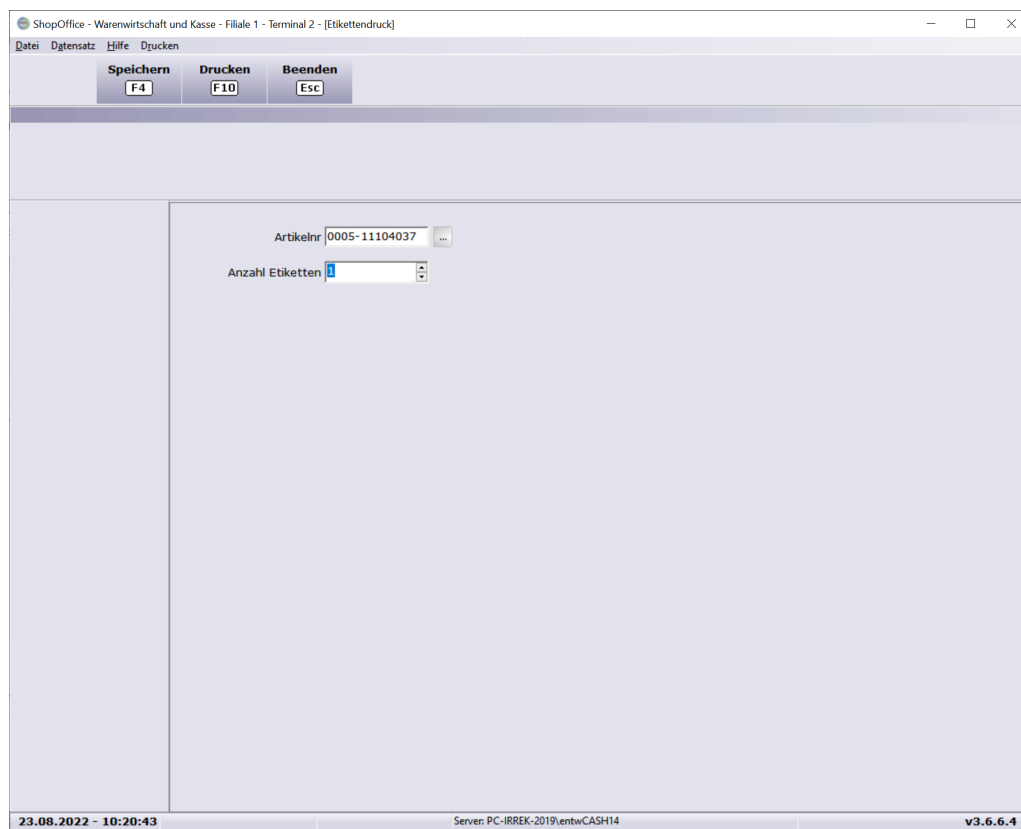 ShopOffice - Warenwirtschaft und Kasse - Filiale 1 - Terminal 2 - [Etikettendruck]
Datei Datensatz Hilfe Drucken
Speichern Drucken Beenden
F4 F10 Esc
Artikelnr 0005-11104037 ...
Anzahl Etiketten 1
23.08.2022 - 10:20:43 Server: PC-IRREK-2019\entwCASH14 v3.6.6.4